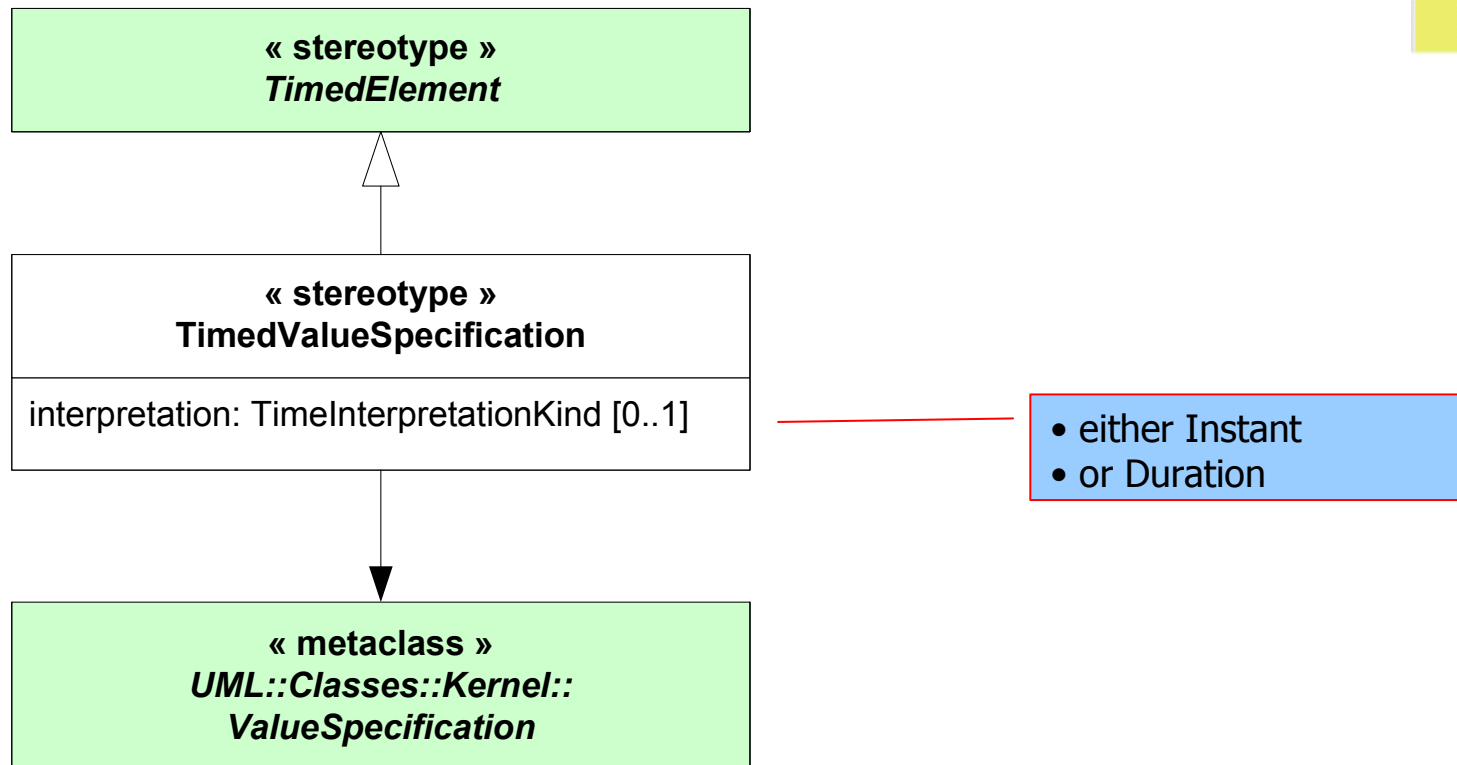 « stereotype »
TimedElement
« stereotype »
TimedValueSpecification
interpretation: TimeInterpretationKind [0..1]
• either Instant
• or Duration
« metaclass »
UML::Classes::Kernel::
ValueSpecification